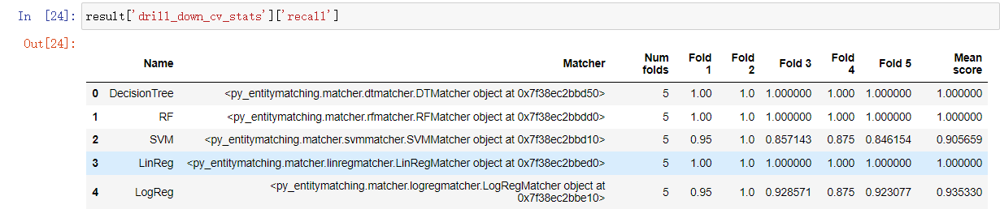 In [24]: result['drill_down_cv_stats']['recall']
Out[24]:
Name Matcher Num folds Fold 1 Fold 2 Fold 3 Fold 4 Fold 5 Mean score
0 DecisionTree <py_entitymatching.matcher.dtmatcher.DTMatcher object at 0x7f38ec2bbd50> 5 1.00 1.0 1.000000 1.000 1.000000 1.000000
1 RF <py_entitymatching.matcher.rfmatcher.RFMatcher object at 0x7f38ec2bbdd0> 5 1.00 1.0 1.000000 1.000 1.000000 1.000000
2 SVM <py_entitymatching.matcher.svmmatcher.SVMMatcher object at 0x7f38ec2bbd10> 5 0.95 1.0 0.857143 0.875 0.846154 0.905659
3 LinReg <py_entitymatching.matcher.linregmatcher.LinRegMatcher object at 0x7f38ec2bbed0> 5 1.00 1.0 1.000000 1.000 1.000000 1.000000
4 LogReg <py_entitymatching.matcher.logregmatcher.LogRegMatcher object at 0x7f38ec2bbe10> 5 0.95 1.0 0.928571 0.875 0.923077 0.935330